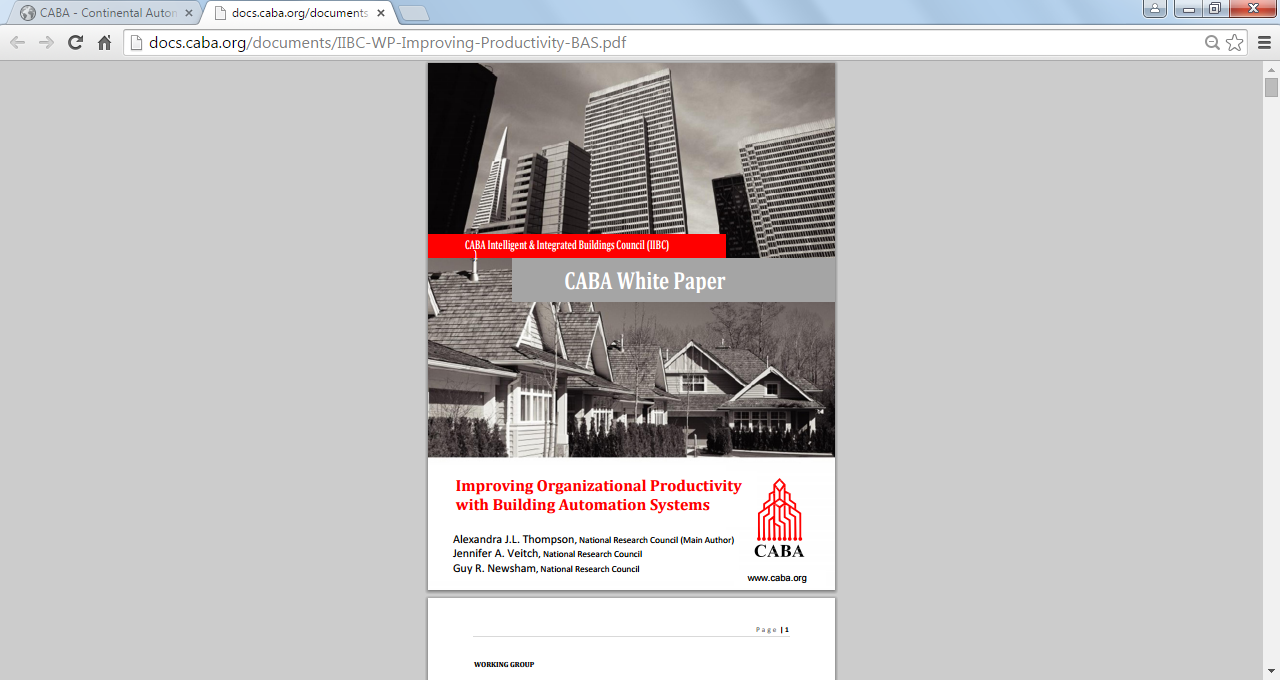 CABA - Continental Auton
docs.caba.org/documents
docs.caba.org/documents/IIBC-WP-Improving-Productivity-BAS.pdf
CABA Intelligent & Integrated Buildings Council (IIBC)
CABA White Paper
Improving Organizational Productivity
with Building Automation Systems
Alexandra J.L. Thompson, National Research Council (Main Author)
Jennifer A. Veitch, National Research Council
Guy R. Newsham, National Research Council
CABA
www.caba.org
Page | 1
WORKING GROUP